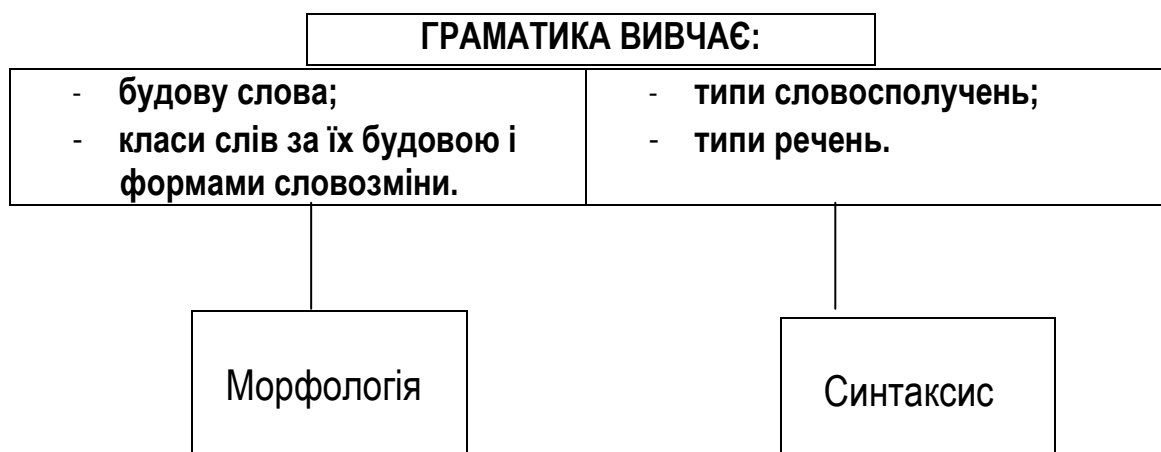 ГРАМАТИКА ВИВЧАЄ:
- будову слова;
- класи слів за їх будовою і
формами словозміни.
- типи словосполучень;
- типи речень.
Морфологія
Синтаксис